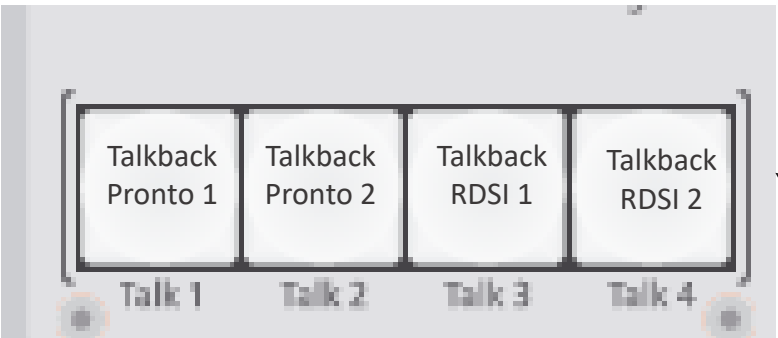 Talkback Pronto 1
Talkback Pronto 2
Talkback RDSI 1
Talkback RDSI 2
Talk 1
Talk 2
Talk 3
Talk 4